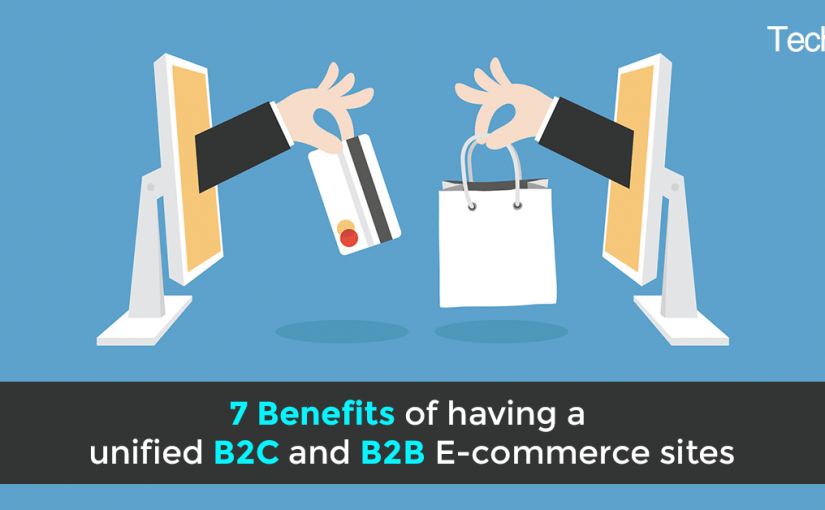 Tech
7 Benefits of having a
unified B2C and B2B E-commerce sites